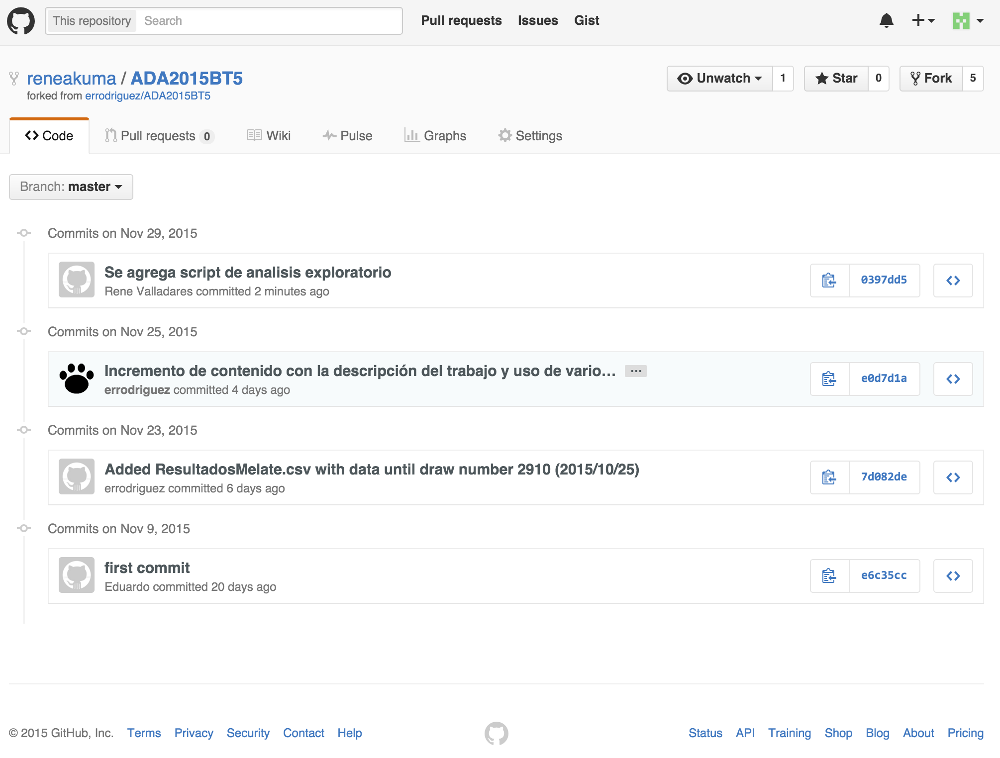 This repository Search Pull requests Issues Gist
reneakuma / ADA2015BT5 Unwatch 1 Star 0 Fork 5
forked from errodriguez/ADA2015BT5
Code Pull requests 0 Wiki Pulse Graphs Settings
Branch: master
Commits on Nov 29, 2015
Se agrega script de analisis exploratorio
Rene Valladares committed 2 minutes ago
0397dd5
Commits on Nov 25, 2015
Incremento de contenido con la descripción del trabajo y uso de vario… …
errodriguez committed 4 days ago
e0d7d1a
Commits on Nov 23, 2015
Added ResultadosMelate.csv with data until draw number 2910 (2015/10/25)
errodriguez committed 6 days ago
7d082de
Commits on Nov 9, 2015
first commit
Eduardo committed 20 days ago
e6c35cc
© 2015 GitHub, Inc. Terms Privacy Security Contact Help Status API Training Shop Blog About Pricing